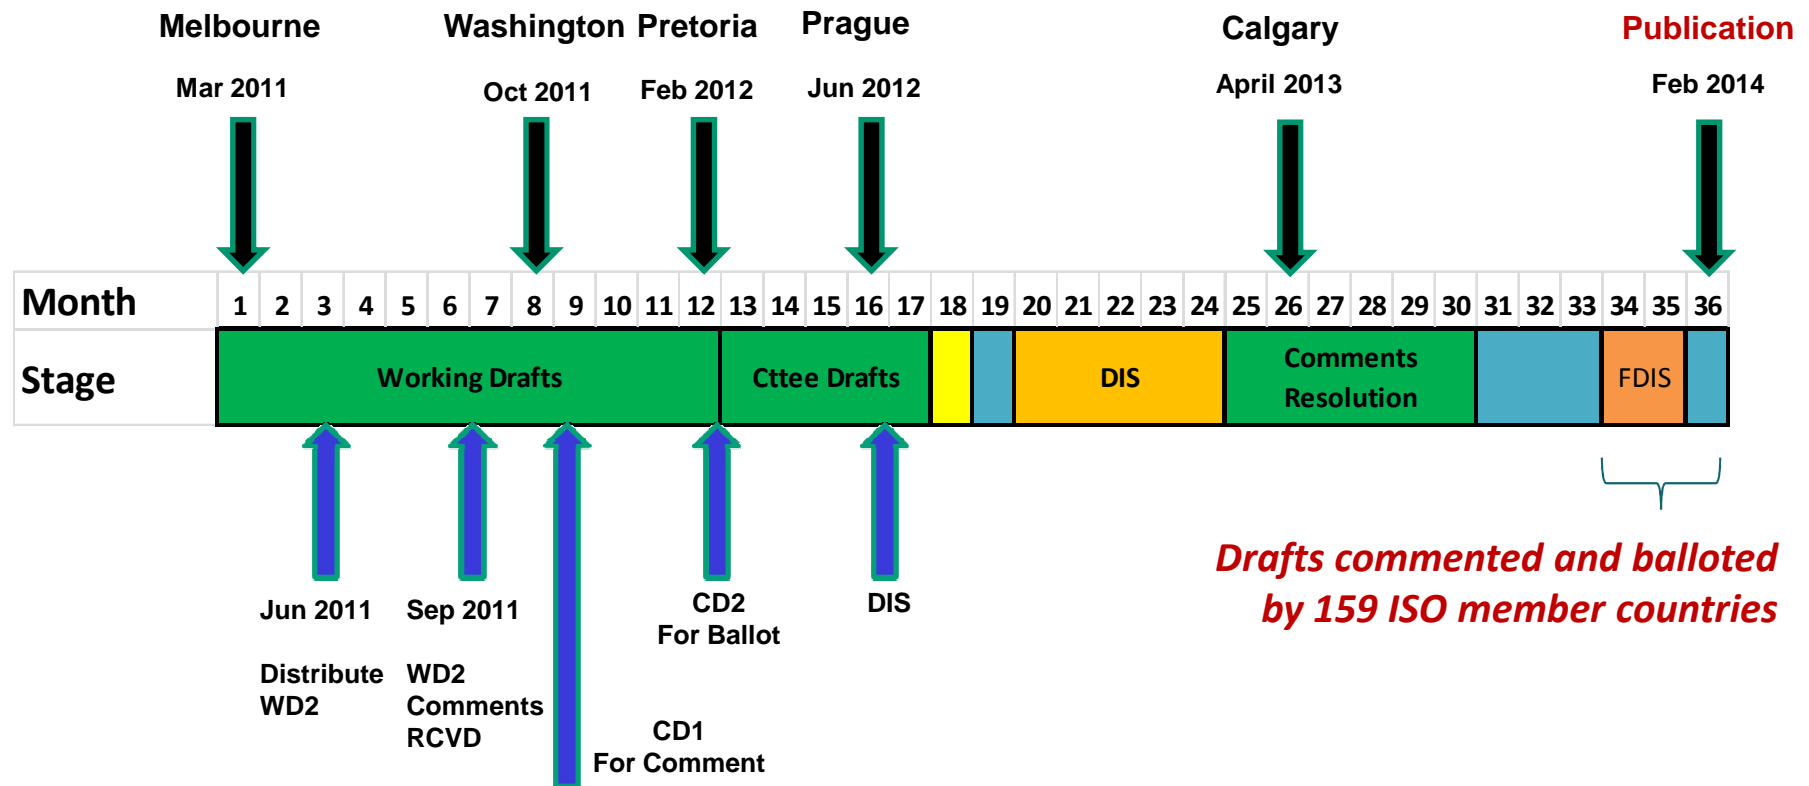 Melbourne
Washington
Pretoria
Prague
Calgary
Publication
Mar 2011
Oct 2011
Feb 2012
Jun 2012
April 2013
Feb 2014
Month 1 2 3 4 5 6 7 8 9 10 11 12 13 14 15 16 17 18 19 20 21 22 23 24 25 26 27 28 29 30 31 32 33 34 35 36
Stage
Working Drafts
Cttee Drafts
DIS
Comments
Resolution
FDIS
Jun 2011
Distribute
WD2
Sep 2011
WD2
Comments
RCVD
CD1
For Comment
CD2
For Ballot
DIS
Drafts commented and balloted
by 159 ISO member countries